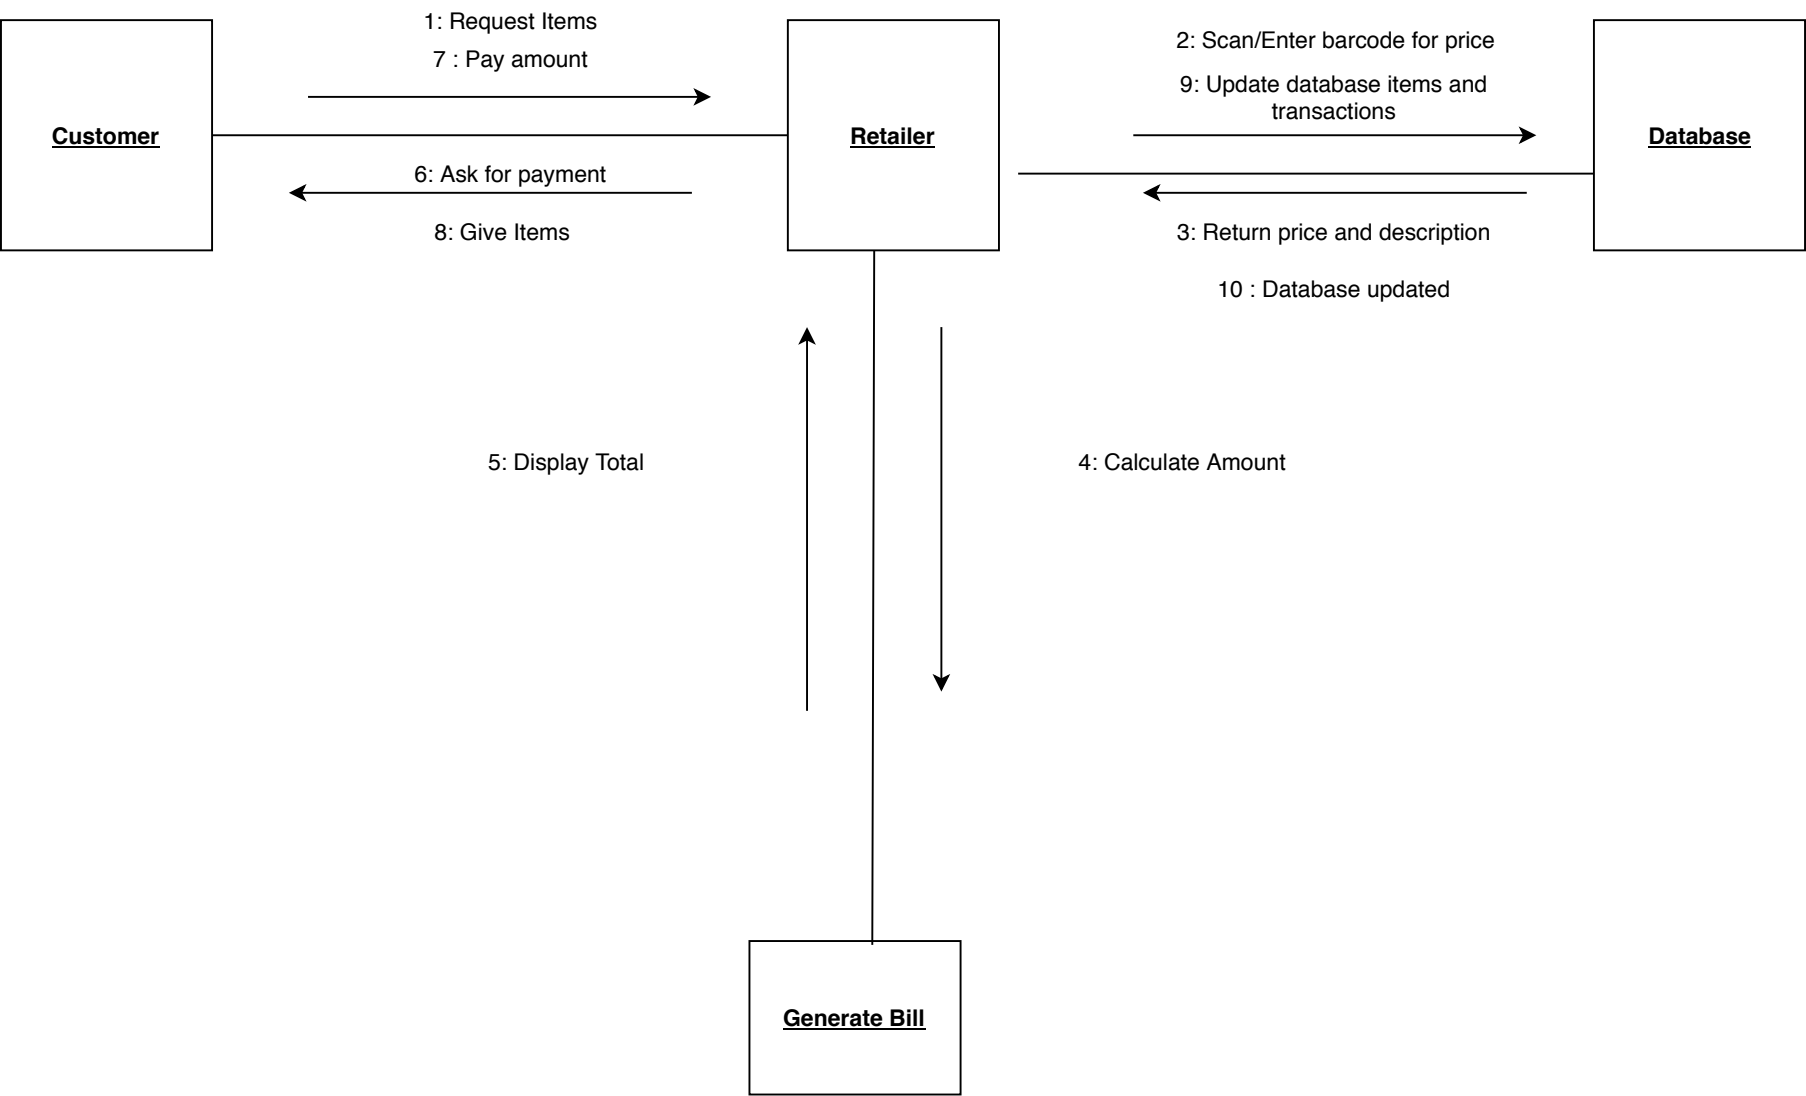 1: Request Items
7 : Pay amount
2: Scan/Enter barcode for price
9: Update database items and
transactions
Customer
Retailer
Database
6: Ask for payment
8: Give Items
3: Return price and description
10 : Database updated
5: Display Total
4: Calculate Amount
Generate Bill